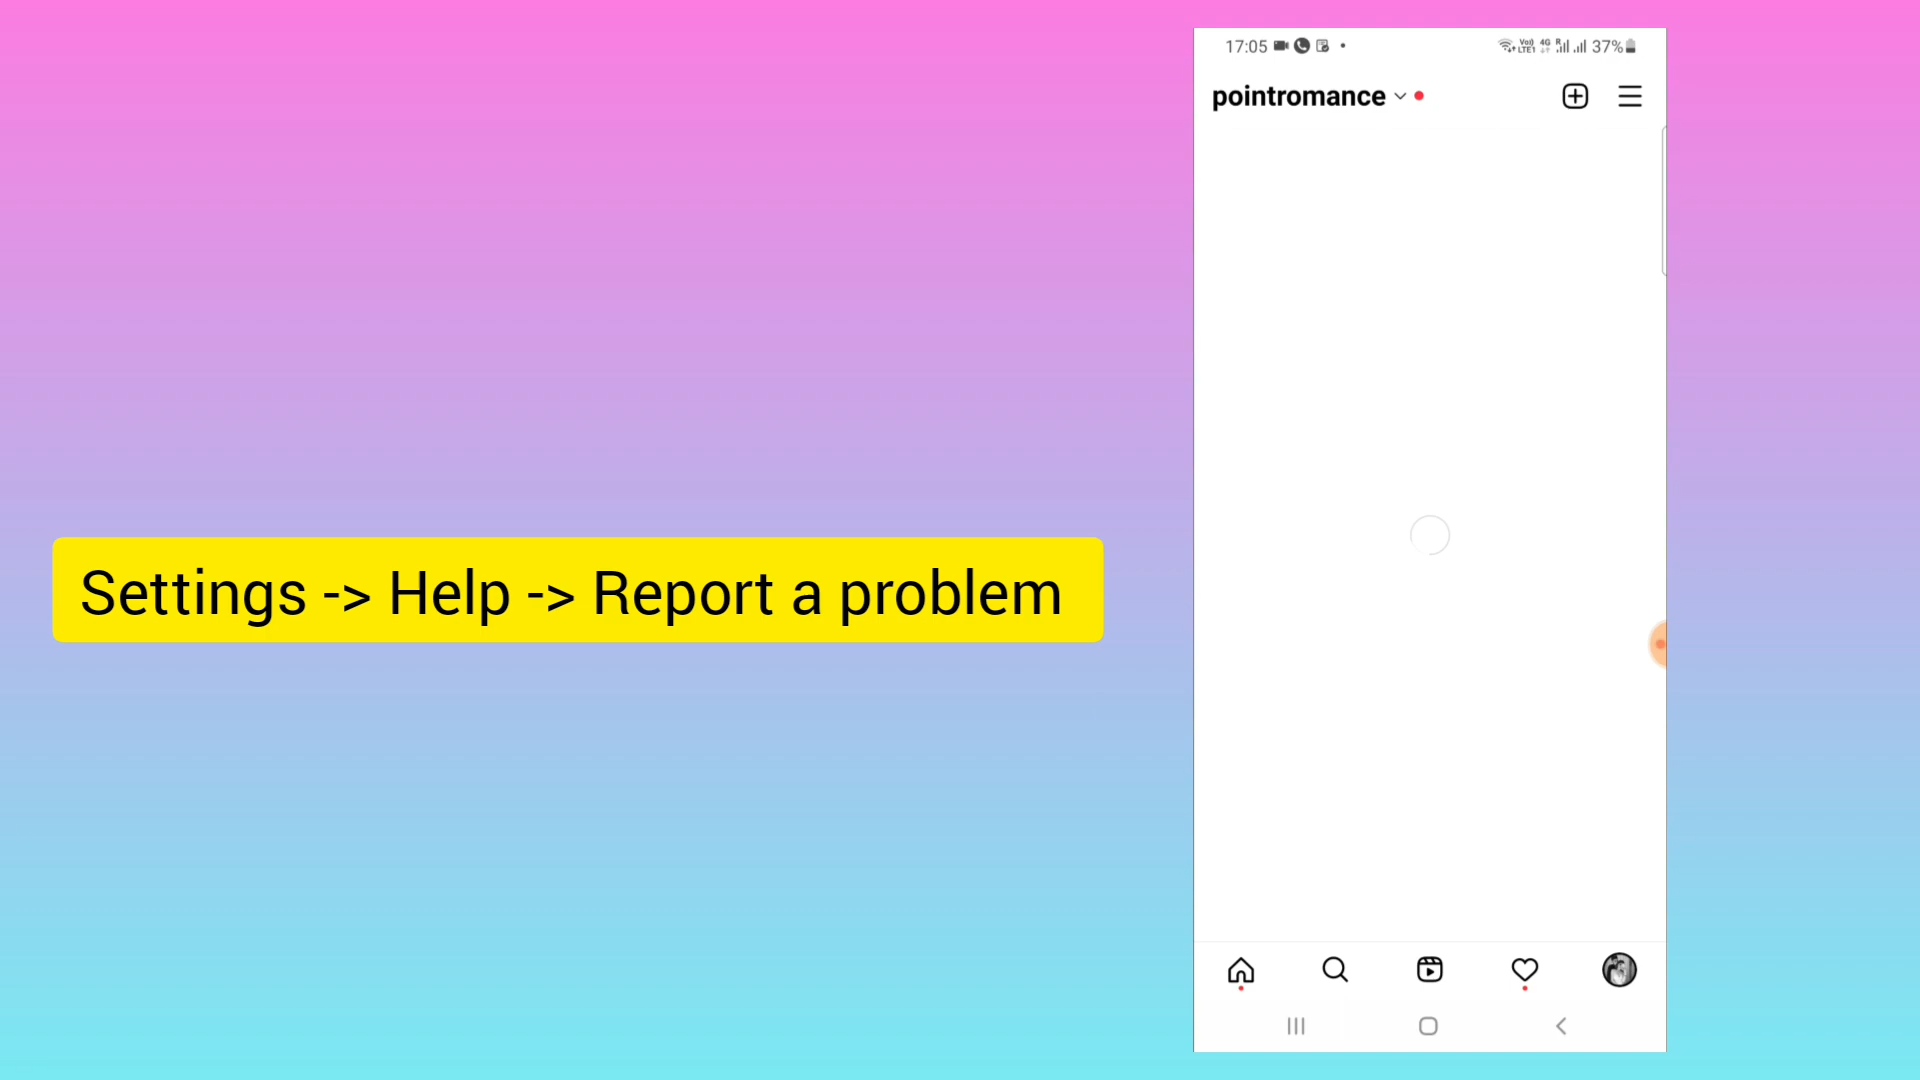 17:05
37%
pointromance
Settings -> Help -> Report a problem